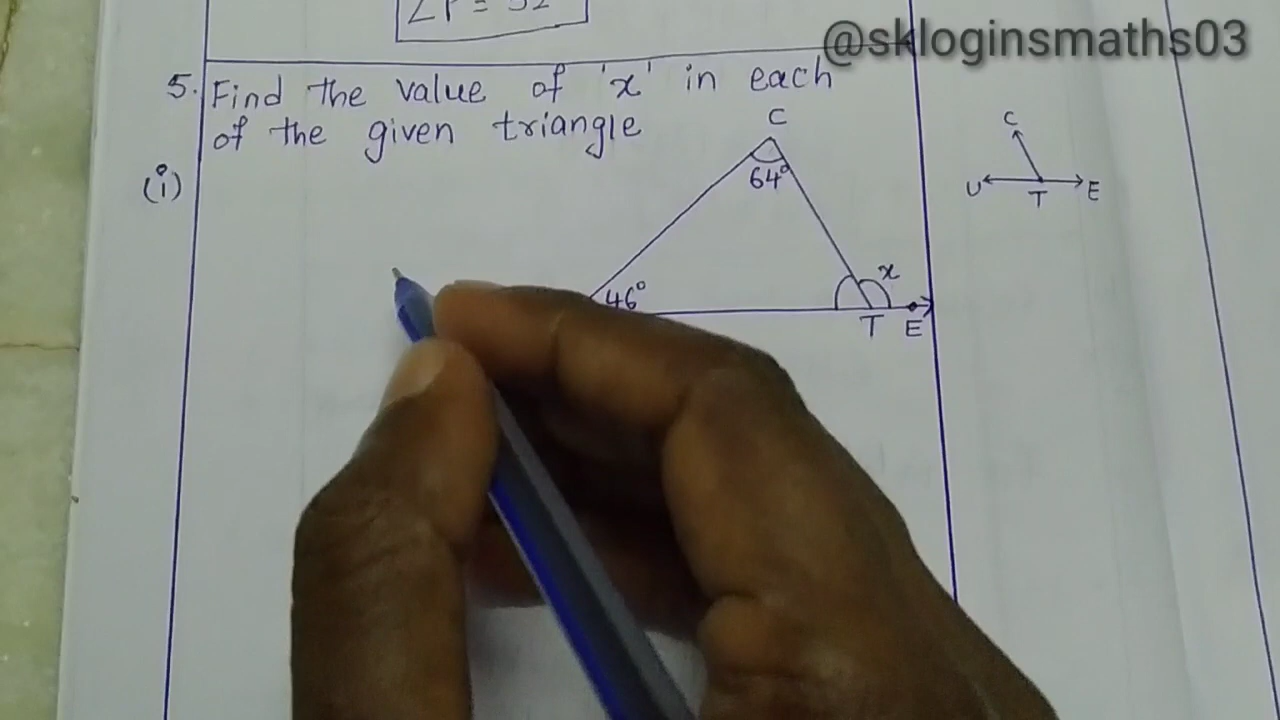 @skloginsmaths03
5. Find the value of 'x' in each
of the given triangle
(i)
C
64°
46°
x
T E
C
U T E